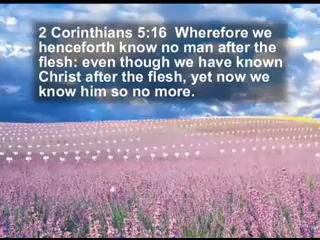 2 Corinthians 5:16  Wherefore we
henceforth know no man after the
flesh: even though we have known
Christ after the flesh, yet now we
know him so no more.